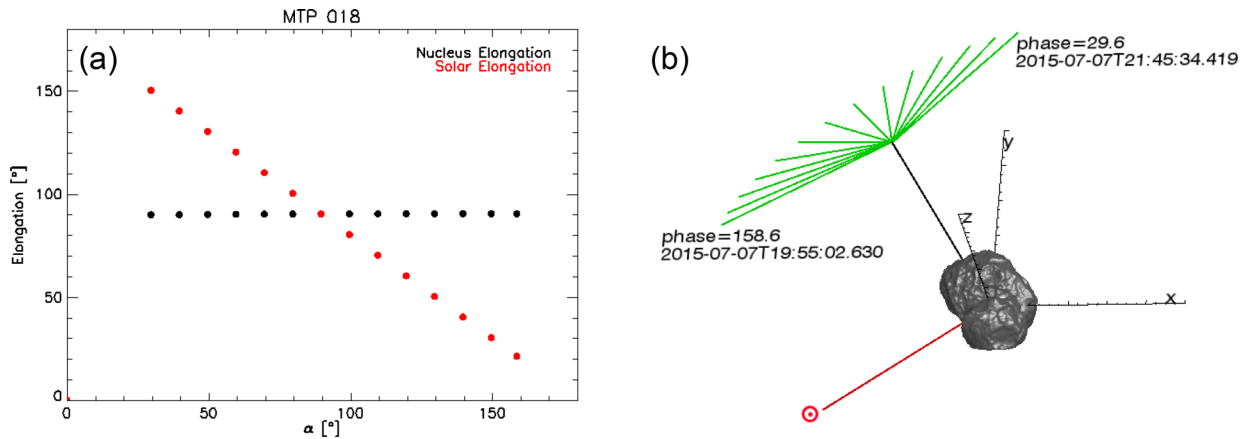 MTP 018
(a)
Nucleus Elongation
Solar Elongation
150
100
50
0
Elongation [°]
0
50
100
150
α [°]
(b)
phase=29.6
2015-07-07T21:45:34.419
y
z
x
phase=158.6
2015-07-07T19:55:02.630